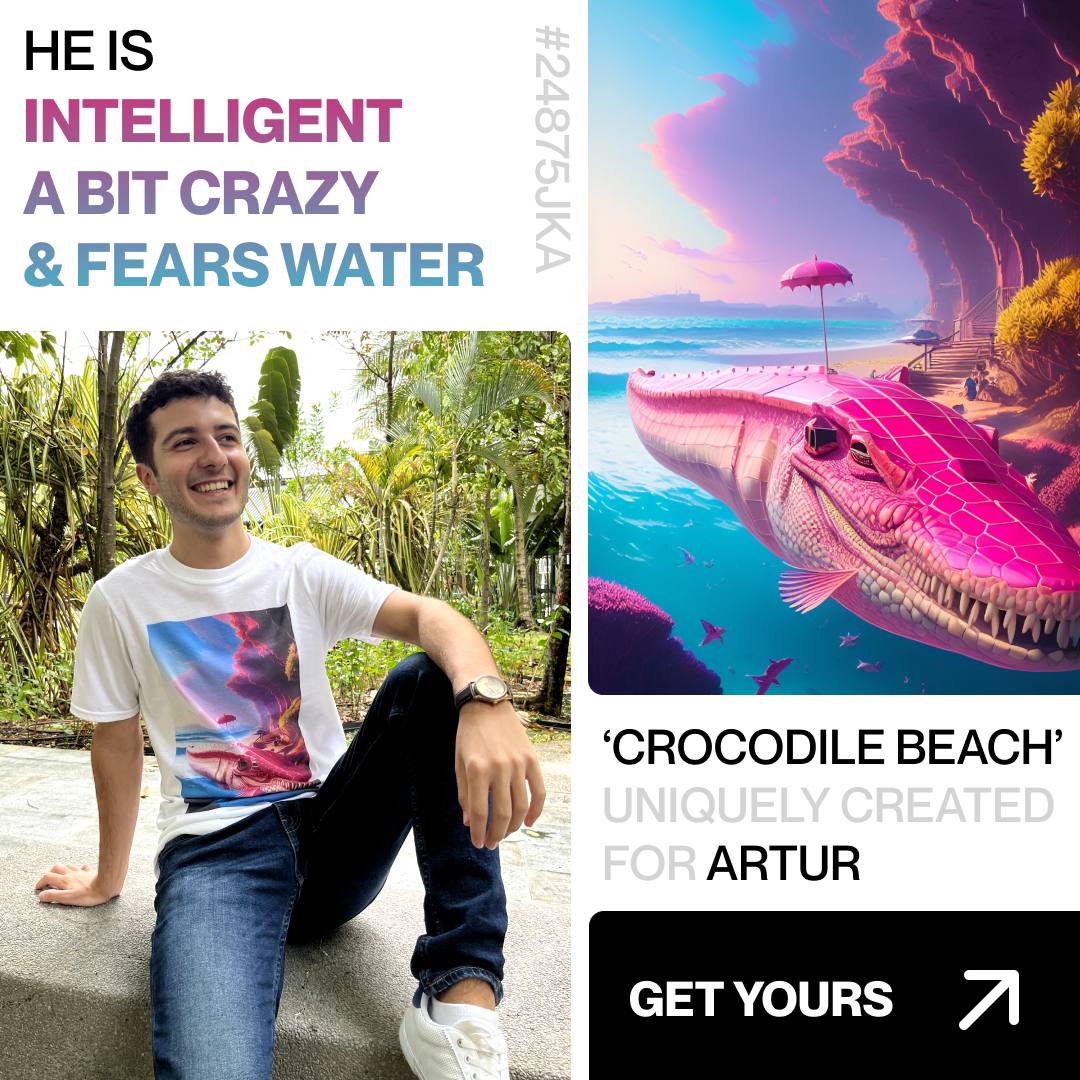 HE IS
INTELLIGENT
A BIT CRAZY
& FEARS WATER
#24875JKA
‘CROCODILE BEACH’
UNIQUELY CREATED
FOR ARTUR
GET YOURS